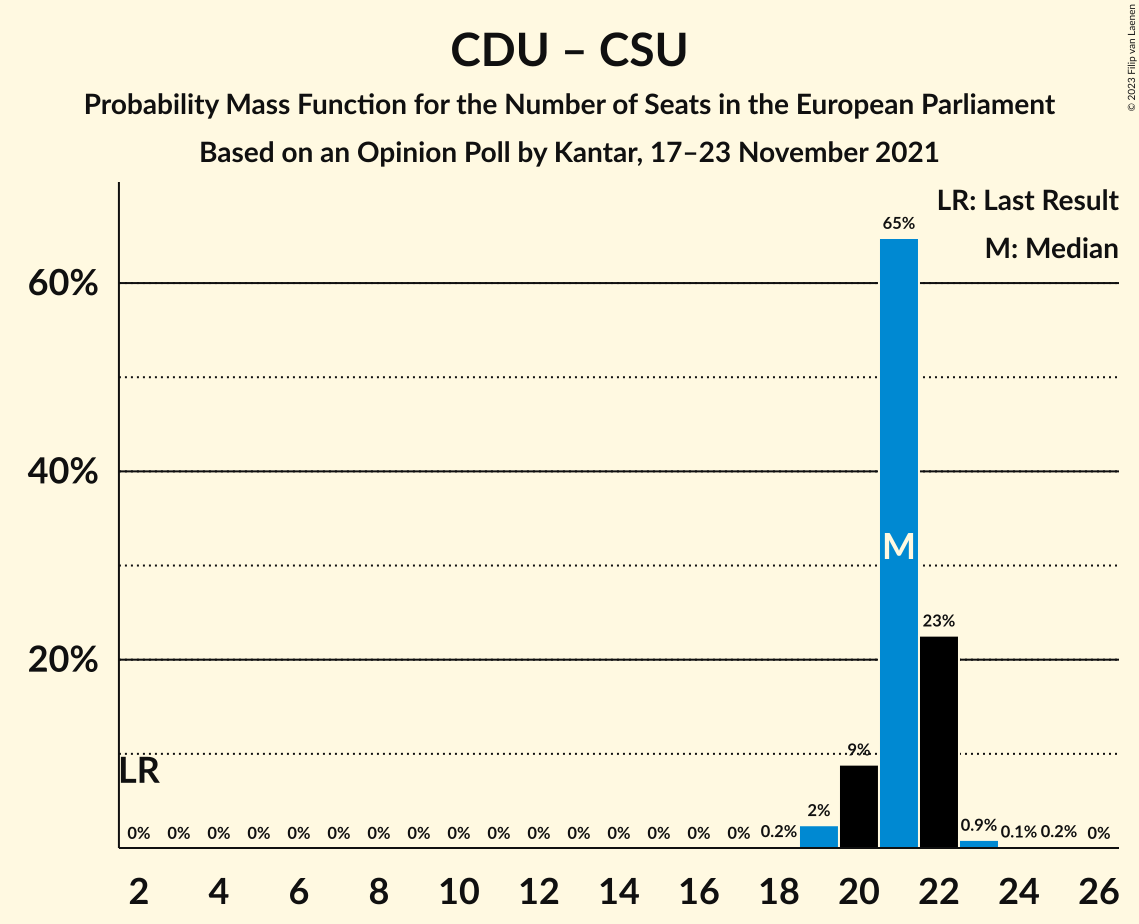 CDU – CSU
Probability Mass Function for the Number of Seats in the European Parliament
Based on an Opinion Poll by Kantar, 17–23 November 2021
© 2023 Filip van Laenen
LR: Last Result
M: Median
65%
60%
40%
M
23%
20%
9%
LR
2%
0% 0% 0% 0% 0% 0% 0% 0% 0% 0% 0% 0% 0% 0% 0% 0% 0.2% 0.9% 0.1% 0.2% 0%
2 4 6 8 10 12 14 16 18 20 22 24 26